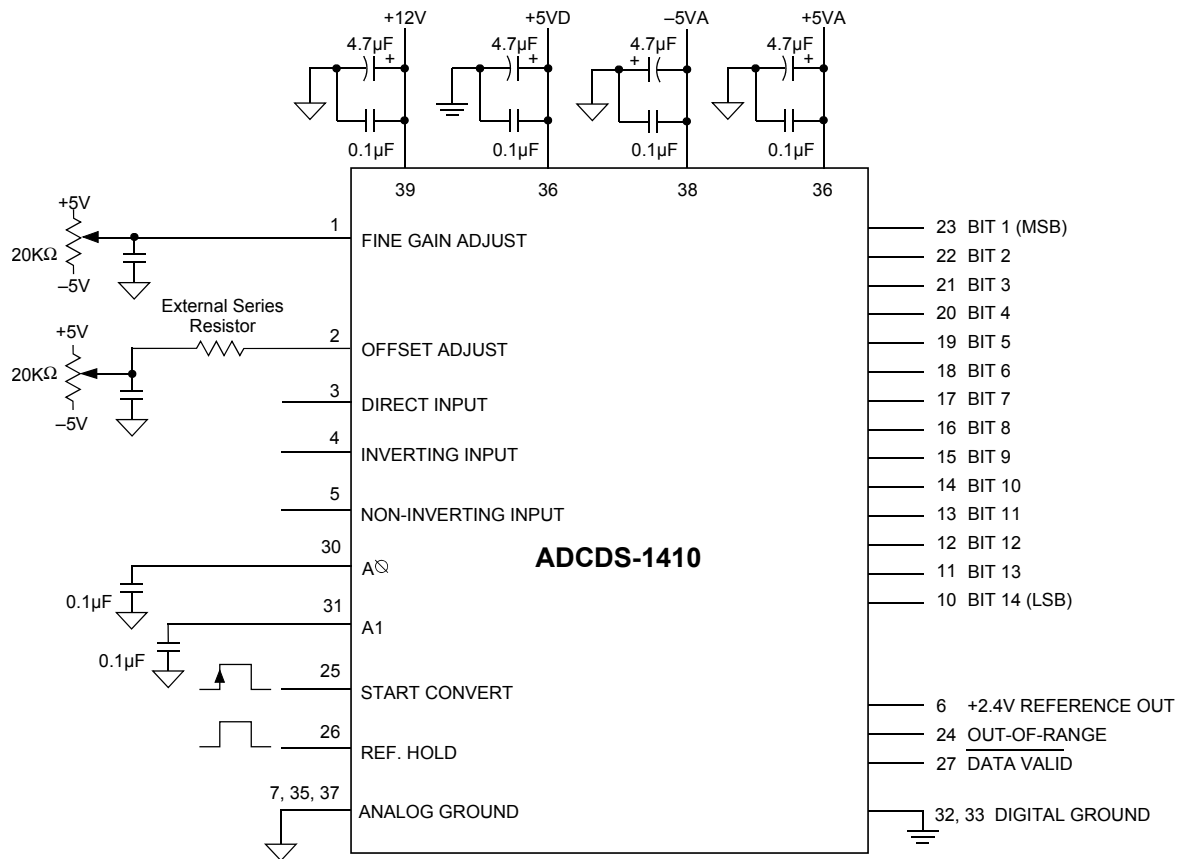 +12V
+5VD
–5VA
+5VA
4.7µF
+
4.7µF
+
4.7µF
+
4.7µF
+
0.1µF
0.1µF
0.1µF
0.1µF
39
36
38
36
+5V
20KΩ
–5V
1
FINE GAIN ADJUST
External Series
Resistor
+5V
20KΩ
–5V
2
OFFSET ADJUST
3
DIRECT INPUT
4
INVERTING INPUT
5
NON-INVERTING INPUT
30
A∅
0.1µF
31
A1
0.1µF
25
START CONVERT
26
REF. HOLD
7, 35, 37
ANALOG GROUND
ADCDS-1410
23 BIT 1 (MSB)
22 BIT 2
21 BIT 3
20 BIT 4
19 BIT 5
18 BIT 6
17 BIT 7
16 BIT 8
15 BIT 9
14 BIT 10
13 BIT 11
12 BIT 12
11 BIT 13
10 BIT 14 (LSB)
6 +2.4V REFERENCE OUT
24 OUT-OF-RANGE
27 DATA VALID
32, 33 DIGITAL GROUND